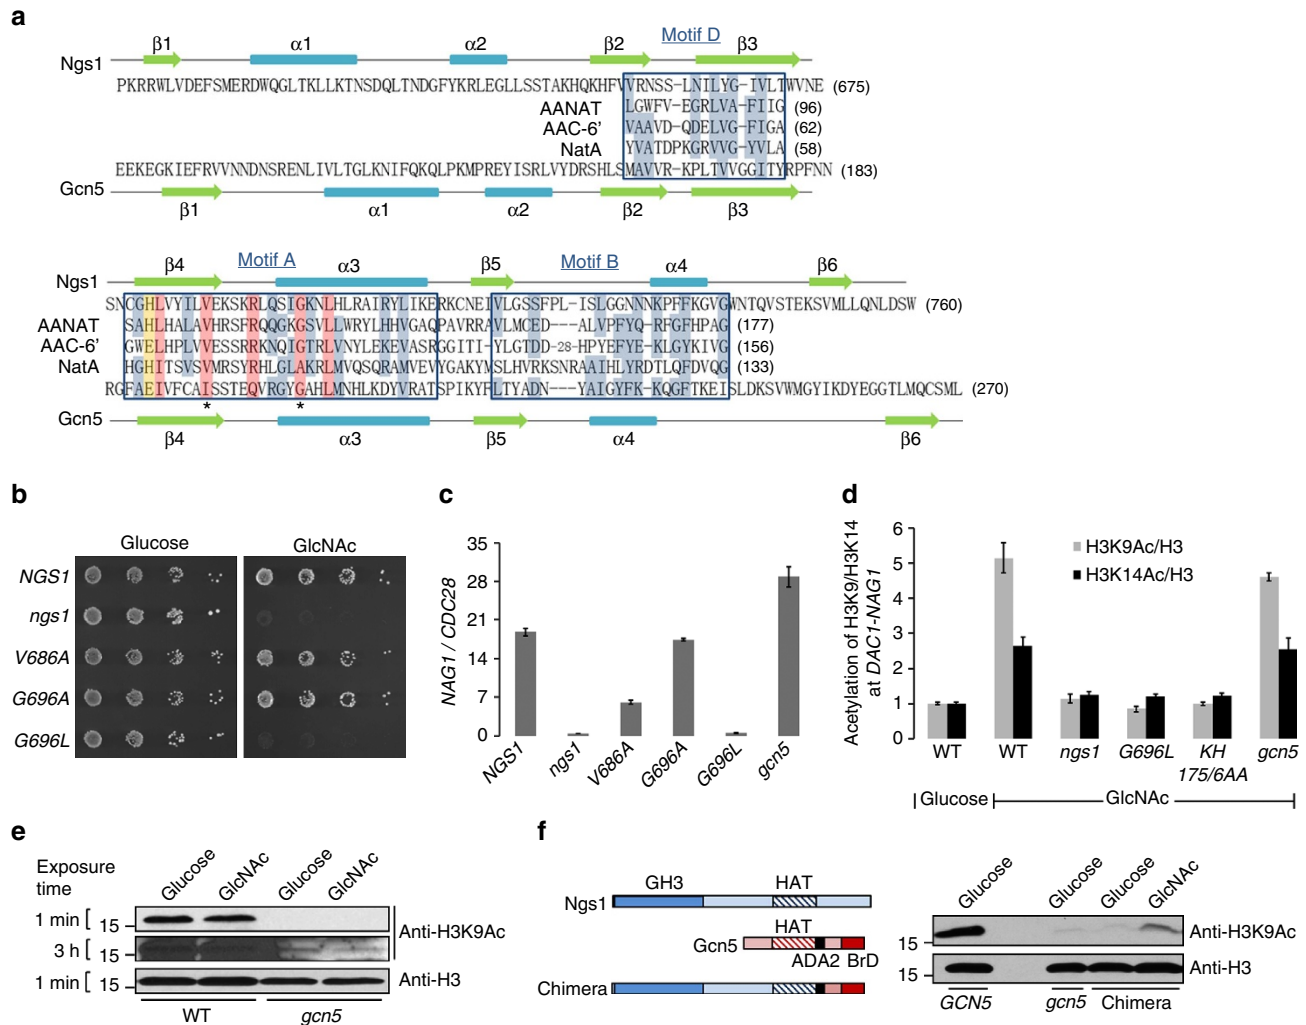 a
β1 α1 α2 β2 Motif D β3
Ngs1
PKRRWLVDEFSMERDWQGLTKLLKTNSDQLTNDGFYKRLEGLLSSTAKHQKHFVVRNSS-LNILYG-IVLTWVNE (675)
AANAT LGWFV-EGRLVA-FIIG (96)
AAC-6' VAAVD-QDELVG-FIGA (62)
NatA YVATDPKGRVVG-YVLA (58)
EEKEGKIEFRVVNNDNSRENLIVLTGLKNIFQKQLPKMPREYISRLVYDRSHLSMAVVR-KPLTVVGGITYRPFNN (183)
Gcn5
β1 α1 α2 β2 β3
β4 Motif A α3 β5 Motif B α4 β6
Ngs1
SNCGHLVYILVEKSKRLQSIGKNLHLRAIRYLIKERKCNEIVLGSSFPL-ISLGGNNNKPFFKGVGWNTQVSTEKSVMLLQNLDSW (760)
AANAT SAHLHALAVHRSFRQQGKGSVLLWRYLHHVGAQPAVRRAVLMCED---ALVPFYQ-RFGFHPAG (177)
AAC-6' GWELHPLVVESSRRKNQIGTRLVNYLEKEVASRGGITI-YLGTDD-28-HPYEFYE-KLGYKIVG (156)
NatA HGHITSVSVMRSYRHLGLAKRLMVQSQRAMVEVYGAKYMSLHVRKSNRAAIHLYRDTLQFDVQG (133)
RGFAEIVFCAISSTEQVRGYGAHLMNHLKDYVRATSPIKYFLTYADN---YAIGYFK-KQGFTKEISLDKSVWMGYIKDYEGGTLMQCSML (270)
* *
Gcn5
β4 α3 β5 α4 β6
b
Glucose GlcNAc
NGS1
ngs1
V686A
G696A
G696L
c
NAG1 / CDC28
35
28
21
14
7
0
NGS1 ngs1 V686A G696A G696L gcn5
d
Acetylation of H3K9/H3K14
at DAC1-NAG1
6
5
4
3
2
1
0
H3K9Ac/H3
H3K14Ac/H3
WT WT ngs1 G696L KH gcn5
175/6AA
Glucose GlcNAc
e
Exposure
time
Glucose GlcNAc Glucose GlcNAc
1 min [ 15
3 h [ 15
1 min [ 15
Anti-H3K9Ac
Anti-H3
WT gcn5
f
GH3 HAT
Ngs1
HAT
Gcn5
ADA2 BrD
Chimera
Glucose Glucose Glucose GlcNAc
15 Anti-H3K9Ac
15 Anti-H3
GCN5 gcn5 Chimera